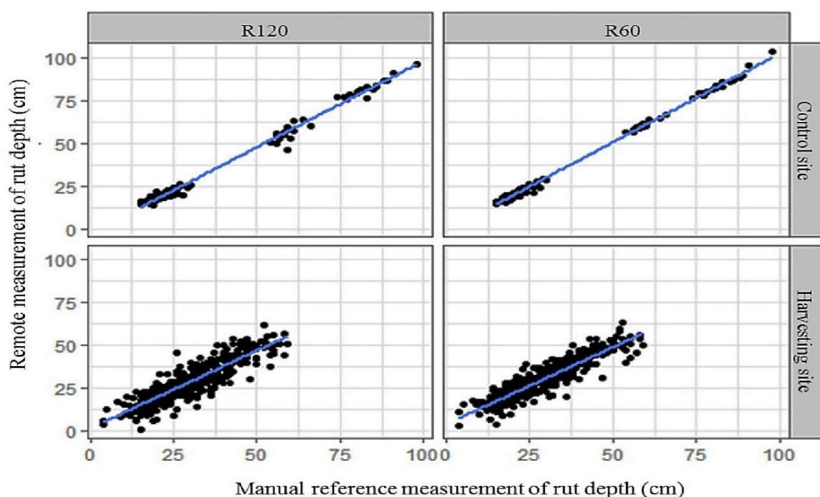 R120 R60
100
75
50
25
0
Control site
100
75
50
25
0
Harvesting site
Remote measurement of rut depth (cm)
0 25 50 75 100 0 25 50 75 100
Manual reference measurement of rut depth (cm)